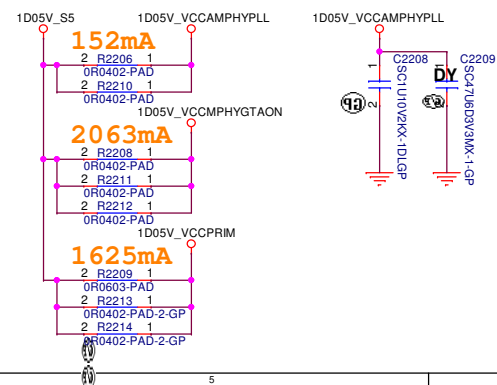 1D05V_S5
1D05V_VCCAMPHYPLL
152mA
2 R2206 1
0R0402-PAD
2 R2210 1
0R0402-PAD
1D05V_VCCMPHYGTAON
2063mA
2 R2208 1
0R0402-PAD
2 R2211 1
0R0402-PAD
2 R2212 1
0R0402-PAD
1D05V_VCCPRIM
1625mA
2 R2209 1
0R0603-PAD
2 R2213 1
0R0402-PAD-2-GP
2 R2214 1
0R0402-PAD-2-GP
1D05V_VCCAMPHYPLL
C2208
SC1U10V2KX-1DLGP
1
2
C2209
SC47U6D3V3MX-1-GP
DY
5